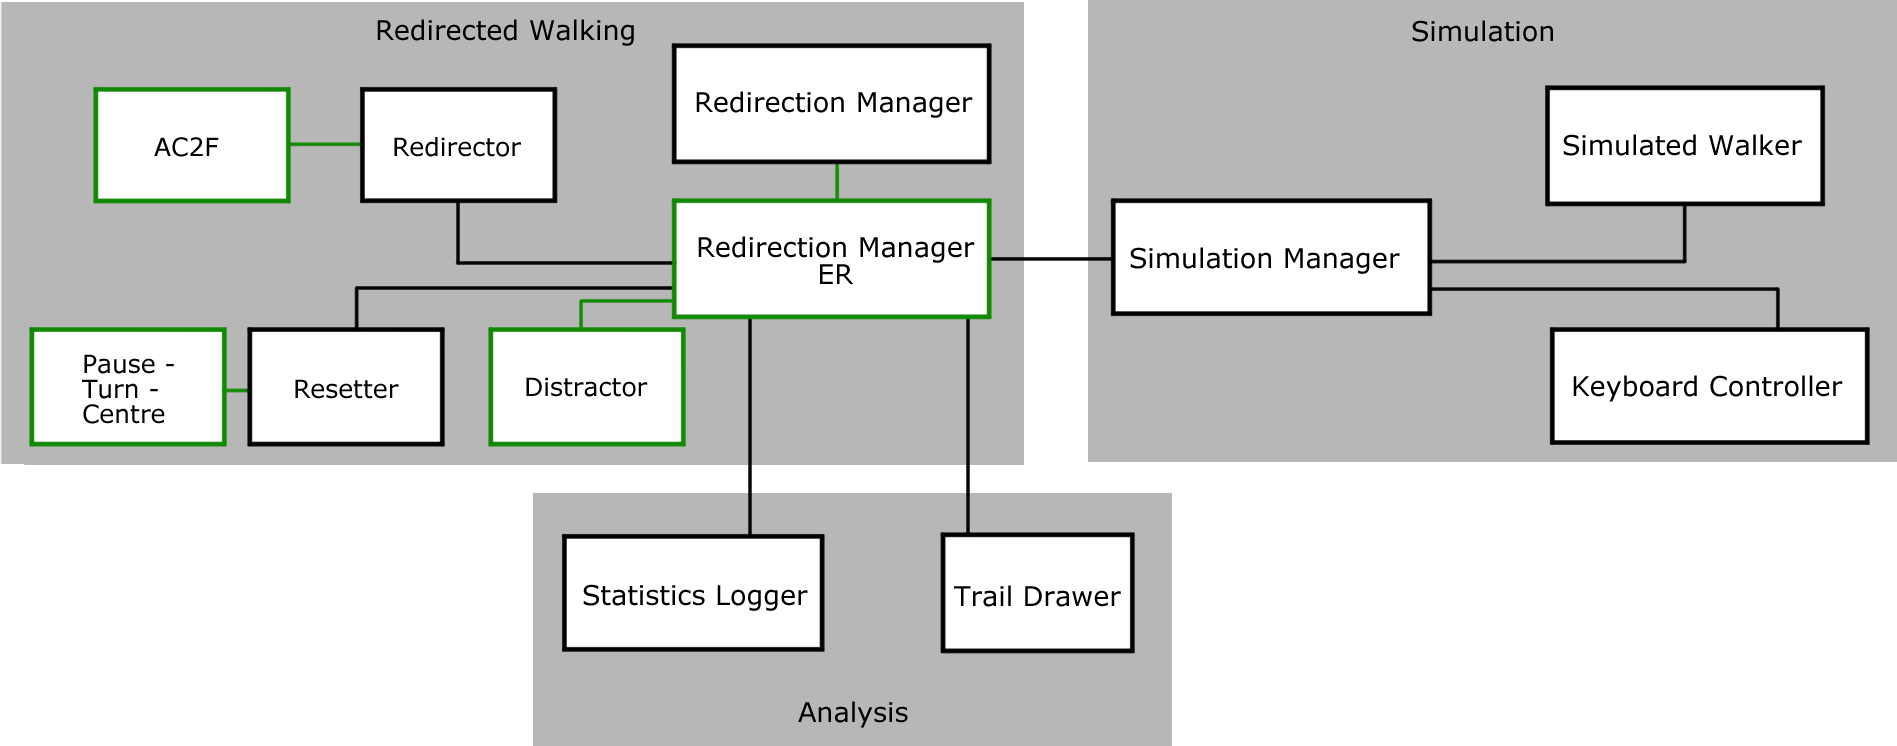 Redirected Walking
Simulation
Redirection Manager
AC2F
Redirector
Simulated Walker
Redirection Manager
ER
Simulation Manager
Pause -
Turn -
Centre
Resetter
Distractor
Keyboard Controller
Statistics Logger
Trail Drawer
Analysis